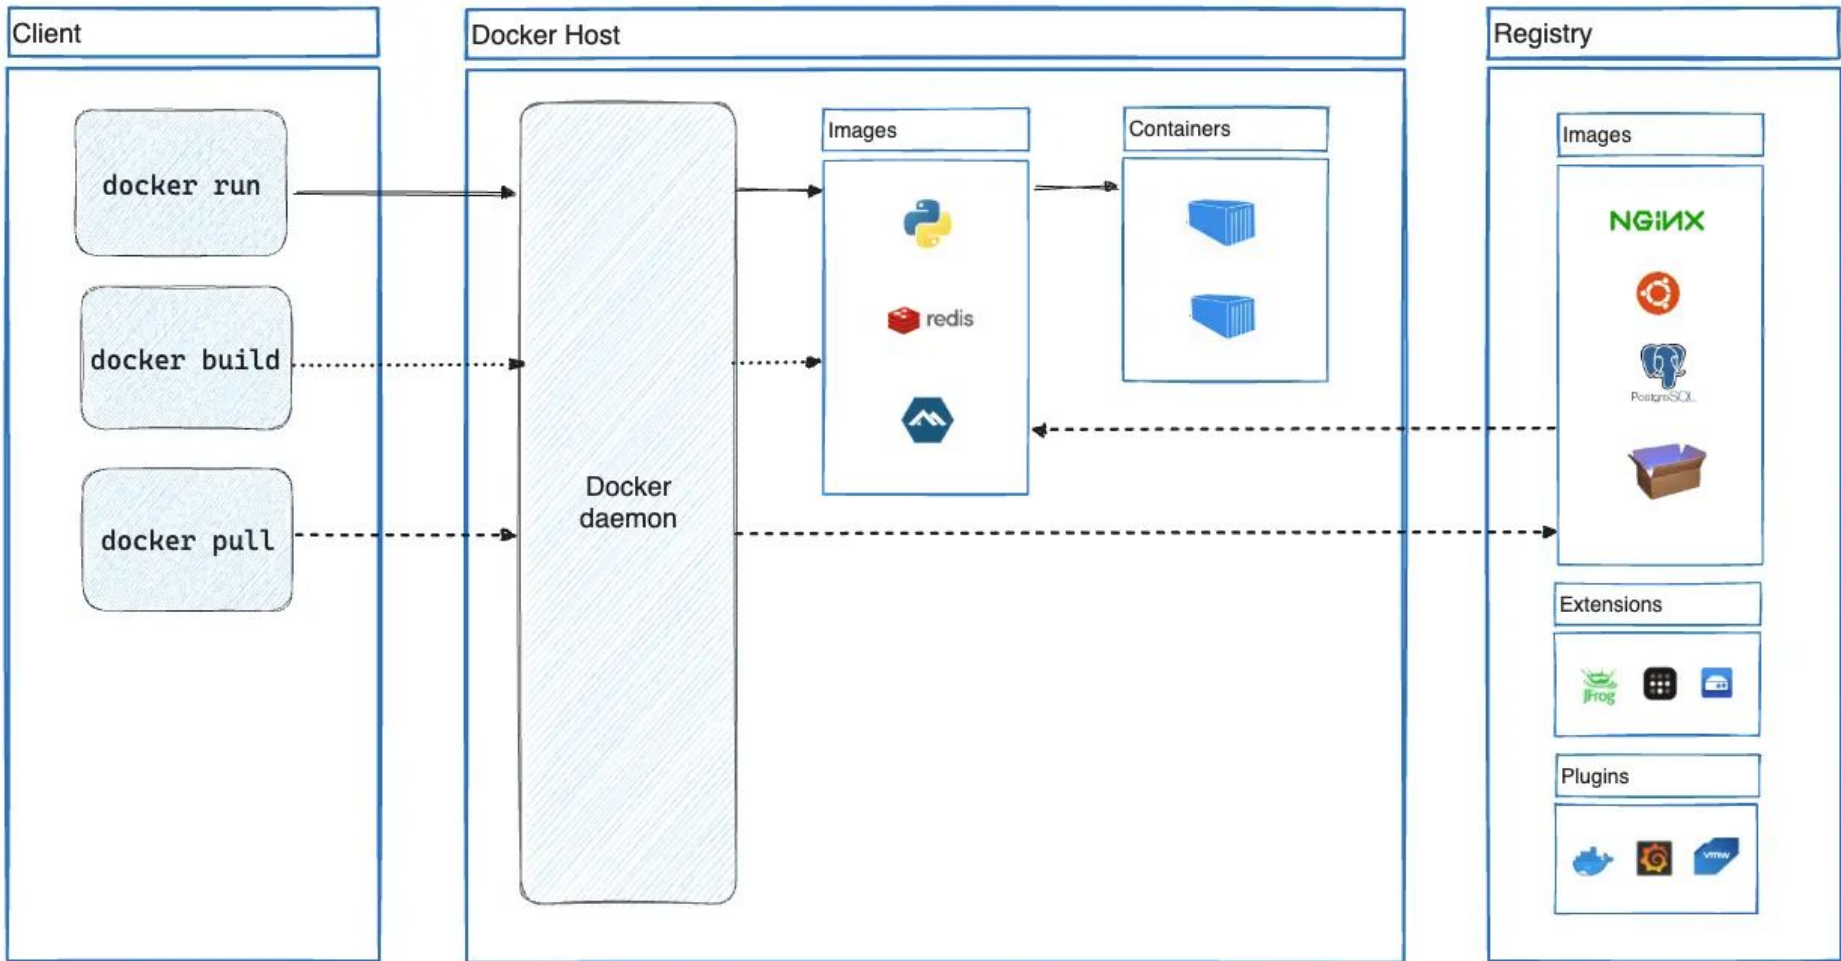 Client
docker run
docker build
docker pull
Docker Host
Docker
daemon
Images
redis
Containers
Registry
Images
NGINX
PostgreSQL
Extensions
JFrog
Plugins
vmw